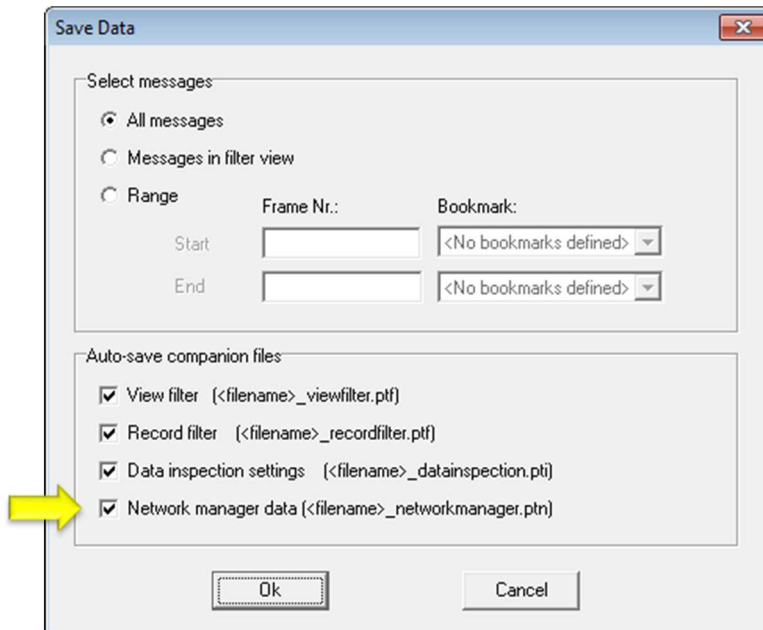 Save Data
Select messages
All messages
Messages in filter view
Range
Frame Nr.:
Bookmark:
Start
<No bookmarks defined>
End
<No bookmarks defined>
Auto-save companion files
View filter (<filename>_viewfilter.ptf)
Record filter (<filename>_recordfilter.ptf)
Data inspection settings (<filename>_datainspection.pti)
Network manager data (<filename>_networkmanager.ptn)
Ok
Cancel